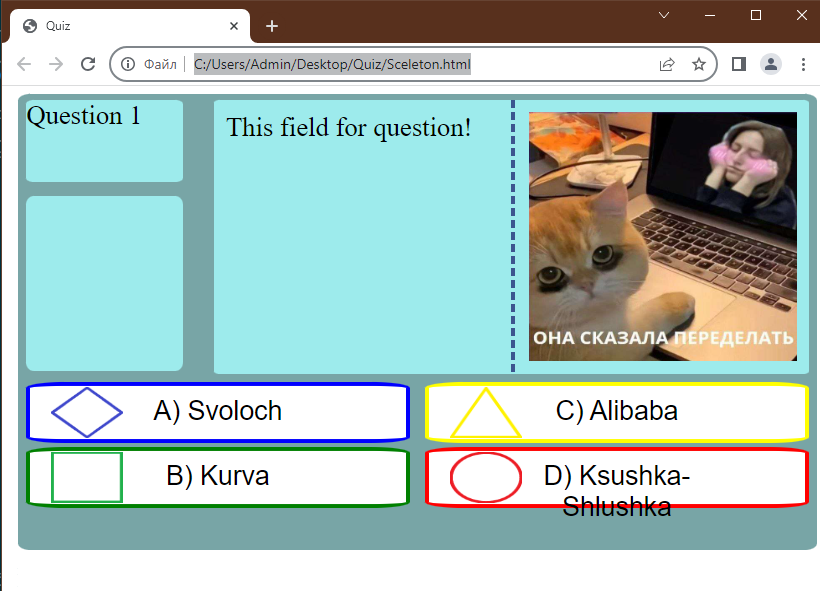 Quiz
Файл
C:/Users/Admin/Desktop/Quiz/Sceleton.html
Question 1
This field for question!
ОНА СКАЗАЛА ПЕРЕДЕЛАТЬ
A) Svoloch
C) Alibaba
B) Kurva
D) Ksushka-
Shlushka